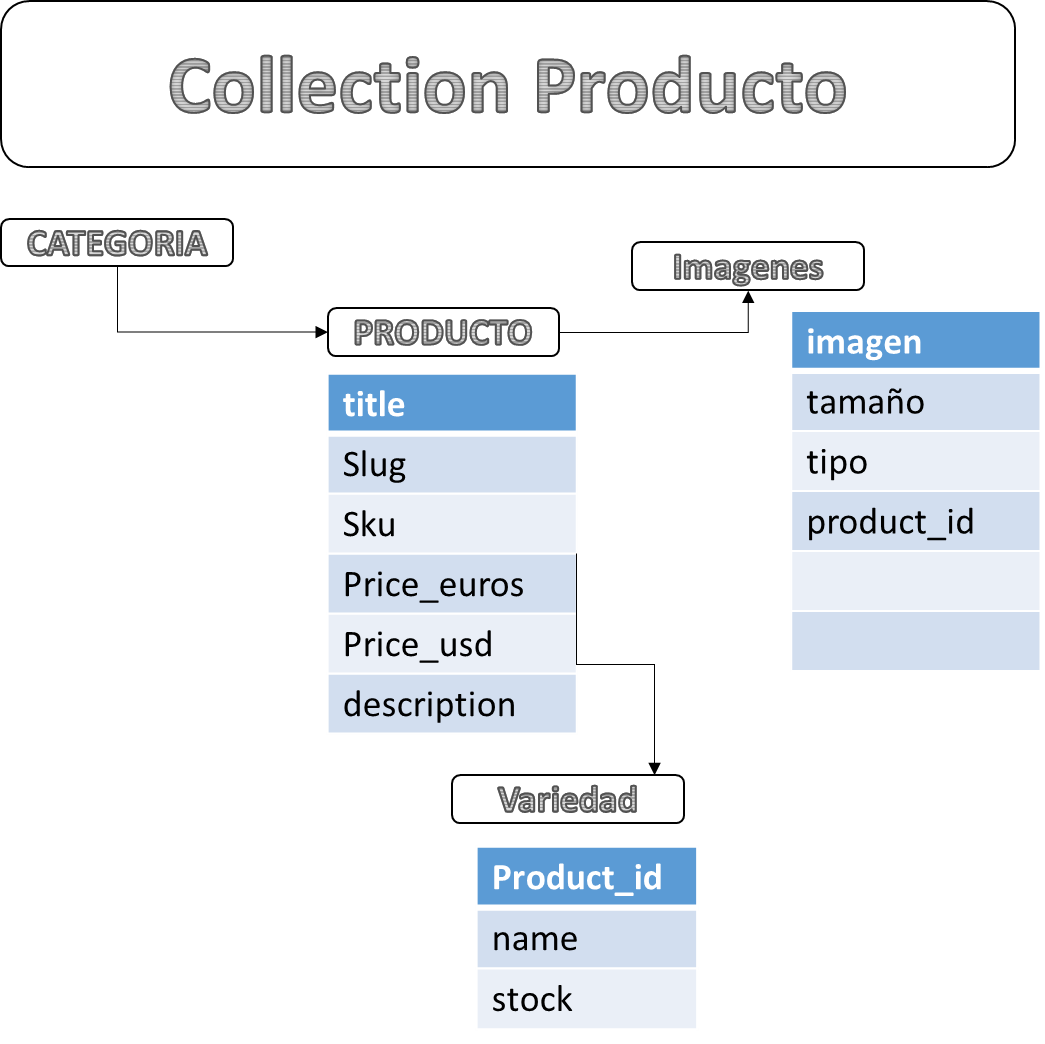 Collection Producto
CATEGORIA
PRODUCTO
title
Slug
Sku
Price_euros
Price_usd
description
Imagenes
imagen
tamaño
tipo
product_id
Variedad
Product_id
name
stock